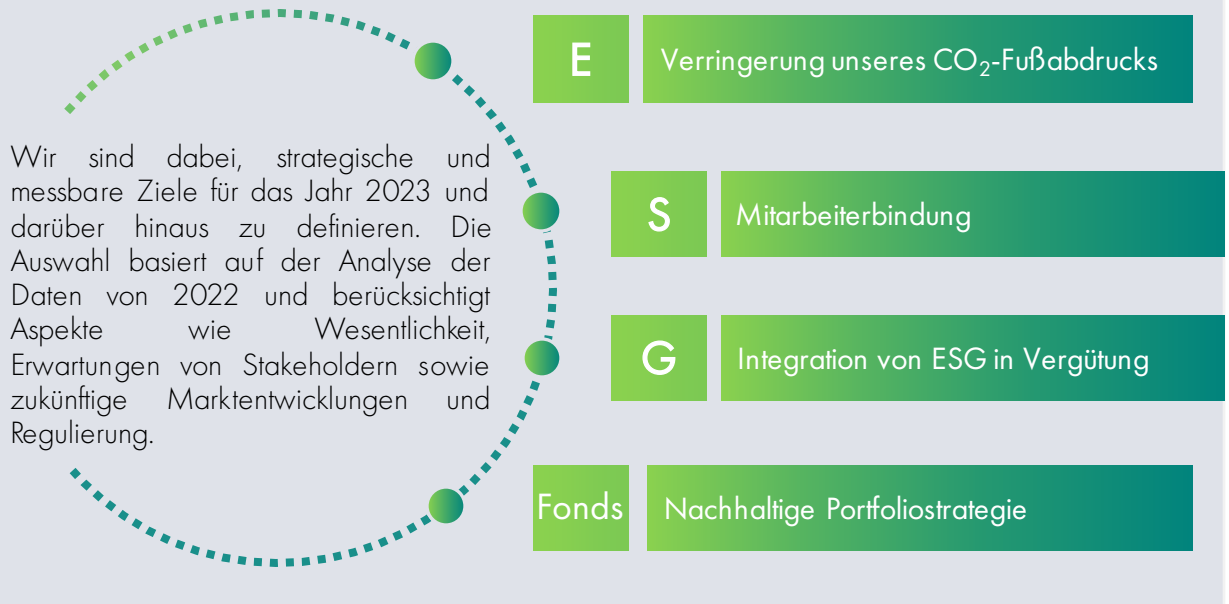 Wir sind dabei, strategische und
messbare Ziele für das Jahr 2023 und
darüber hinaus zu definieren. Die
Auswahl basiert auf der Analyse der
Daten von 2022 und berücksichtigt
Aspekte wie Wesentlichkeit,
Erwartungen von Stakeholdern sowie
zukünftige Marktentwicklungen und
Regulierung.
E Verringerung unseres CO₂-Fußabdrucks
S Mitarbeiterbindung
G Integration von ESG in Vergütung
Fonds Nachhaltige Portfoliostrategie